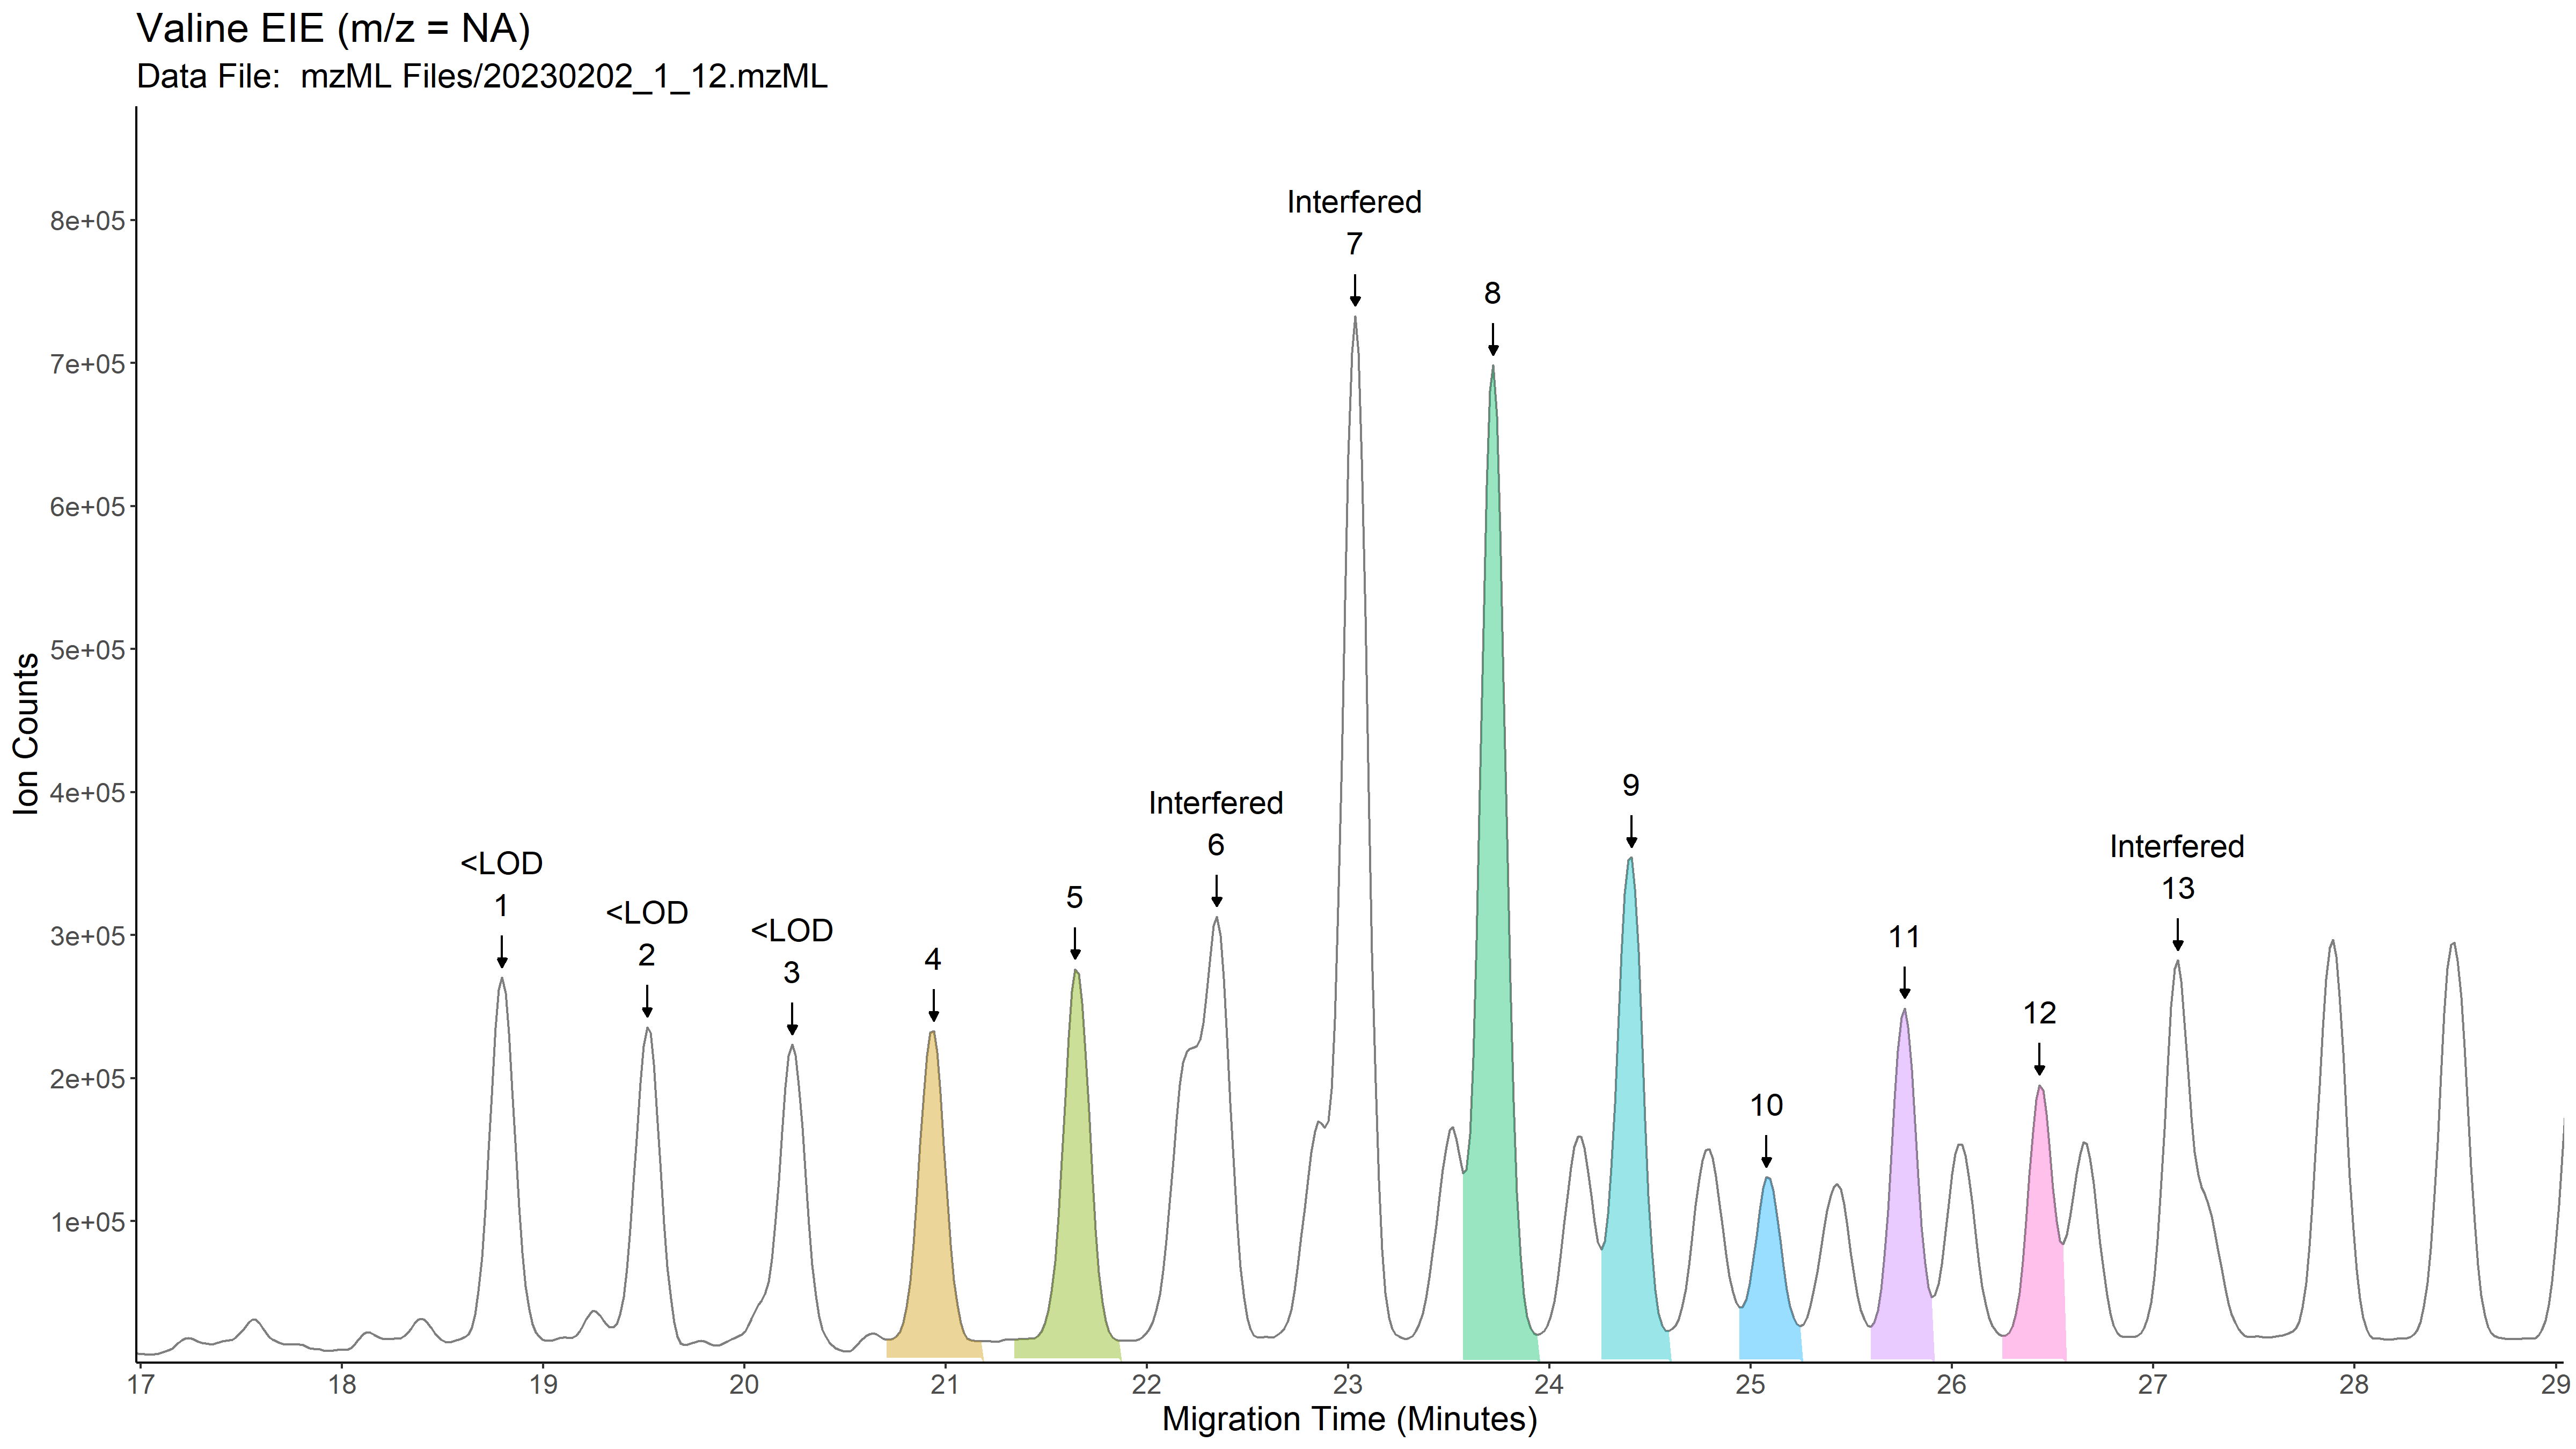 Valine EIE (m/z = NA)
Data File:  mzML Files/20230202_1_12.mzML
Interfered
7
8
Interfered
6
9
<LOD
1
<LOD
2
<LOD
3
4
5
10
11
12
Interfered
13
8e+05
7e+05
6e+05
5e+05
4e+05
3e+05
2e+05
1e+05
Ion Counts
17 18 19 20 21 22 23 24 25 26 27 28 29
Migration Time (Minutes)